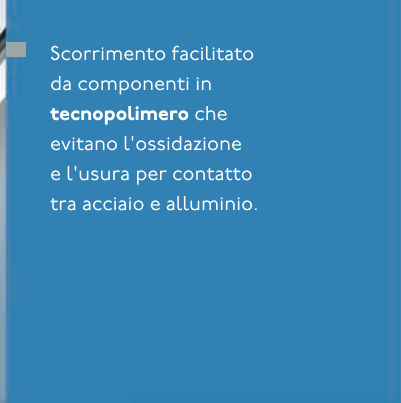 Scorrimento facilitato
da componenti in
tecnopolimero che
evitano l'ossidazione
e l'usura per contatto
tra acciaio e alluminio.